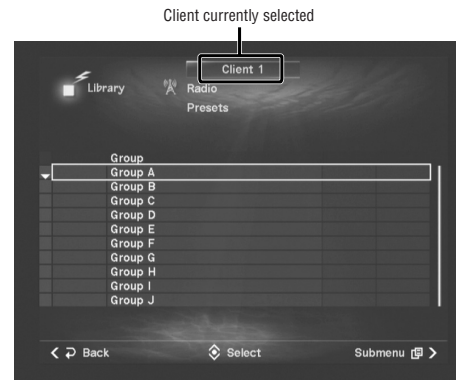 Client currently selected
Client 1
Library
Radio
Presets
Group
Group A
Group B
Group C
Group D
Group E
Group F
Group G
Group H
Group I
Group J
Back
Select
Submenu